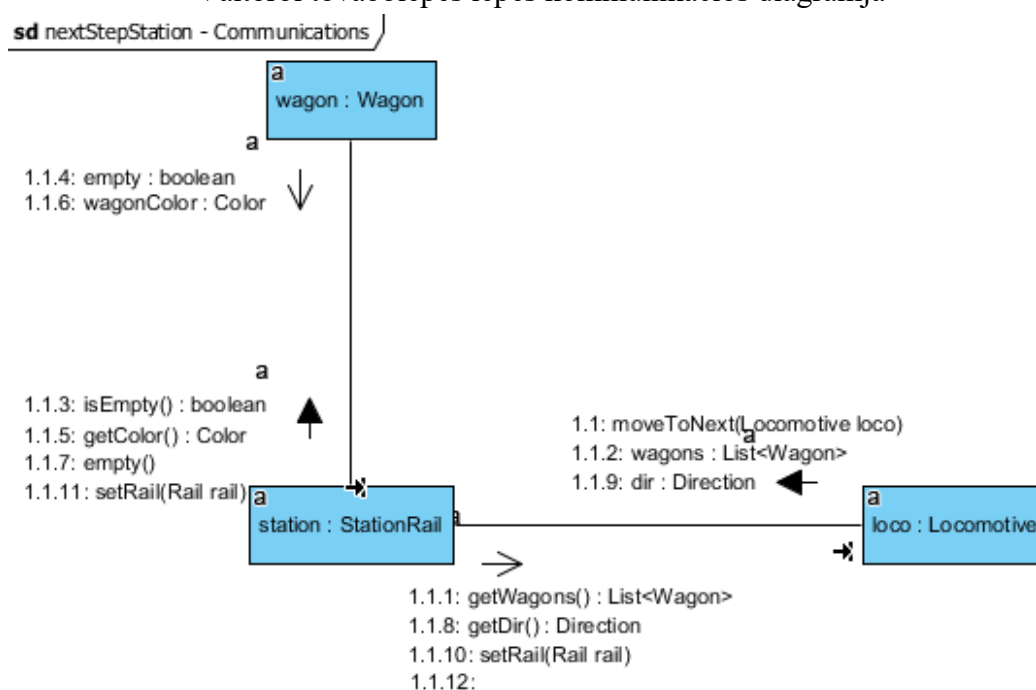 sd nextStepStation - Communications
a
wagon : Wagon
a
1.1.4: empty : boolean
1.1.6: wagonColor : Color
a
1.1.3: isEmpty() : boolean
1.1.5: getColor() : Color
1.1.7: empty()
1.1.11: setRail(Rail rail)
1.1: moveToNext(Locomotive loco)
a
1.1.2: wagons : List<Wagon>
1.1.9: dir : Direction
a
station : StationRail
a
a
loco : Locomotive
1.1.1: getWagons() : List<Wagon>
1.1.8: getDir() : Direction
1.1.10: setRail(Rail rail)
1.1.12: